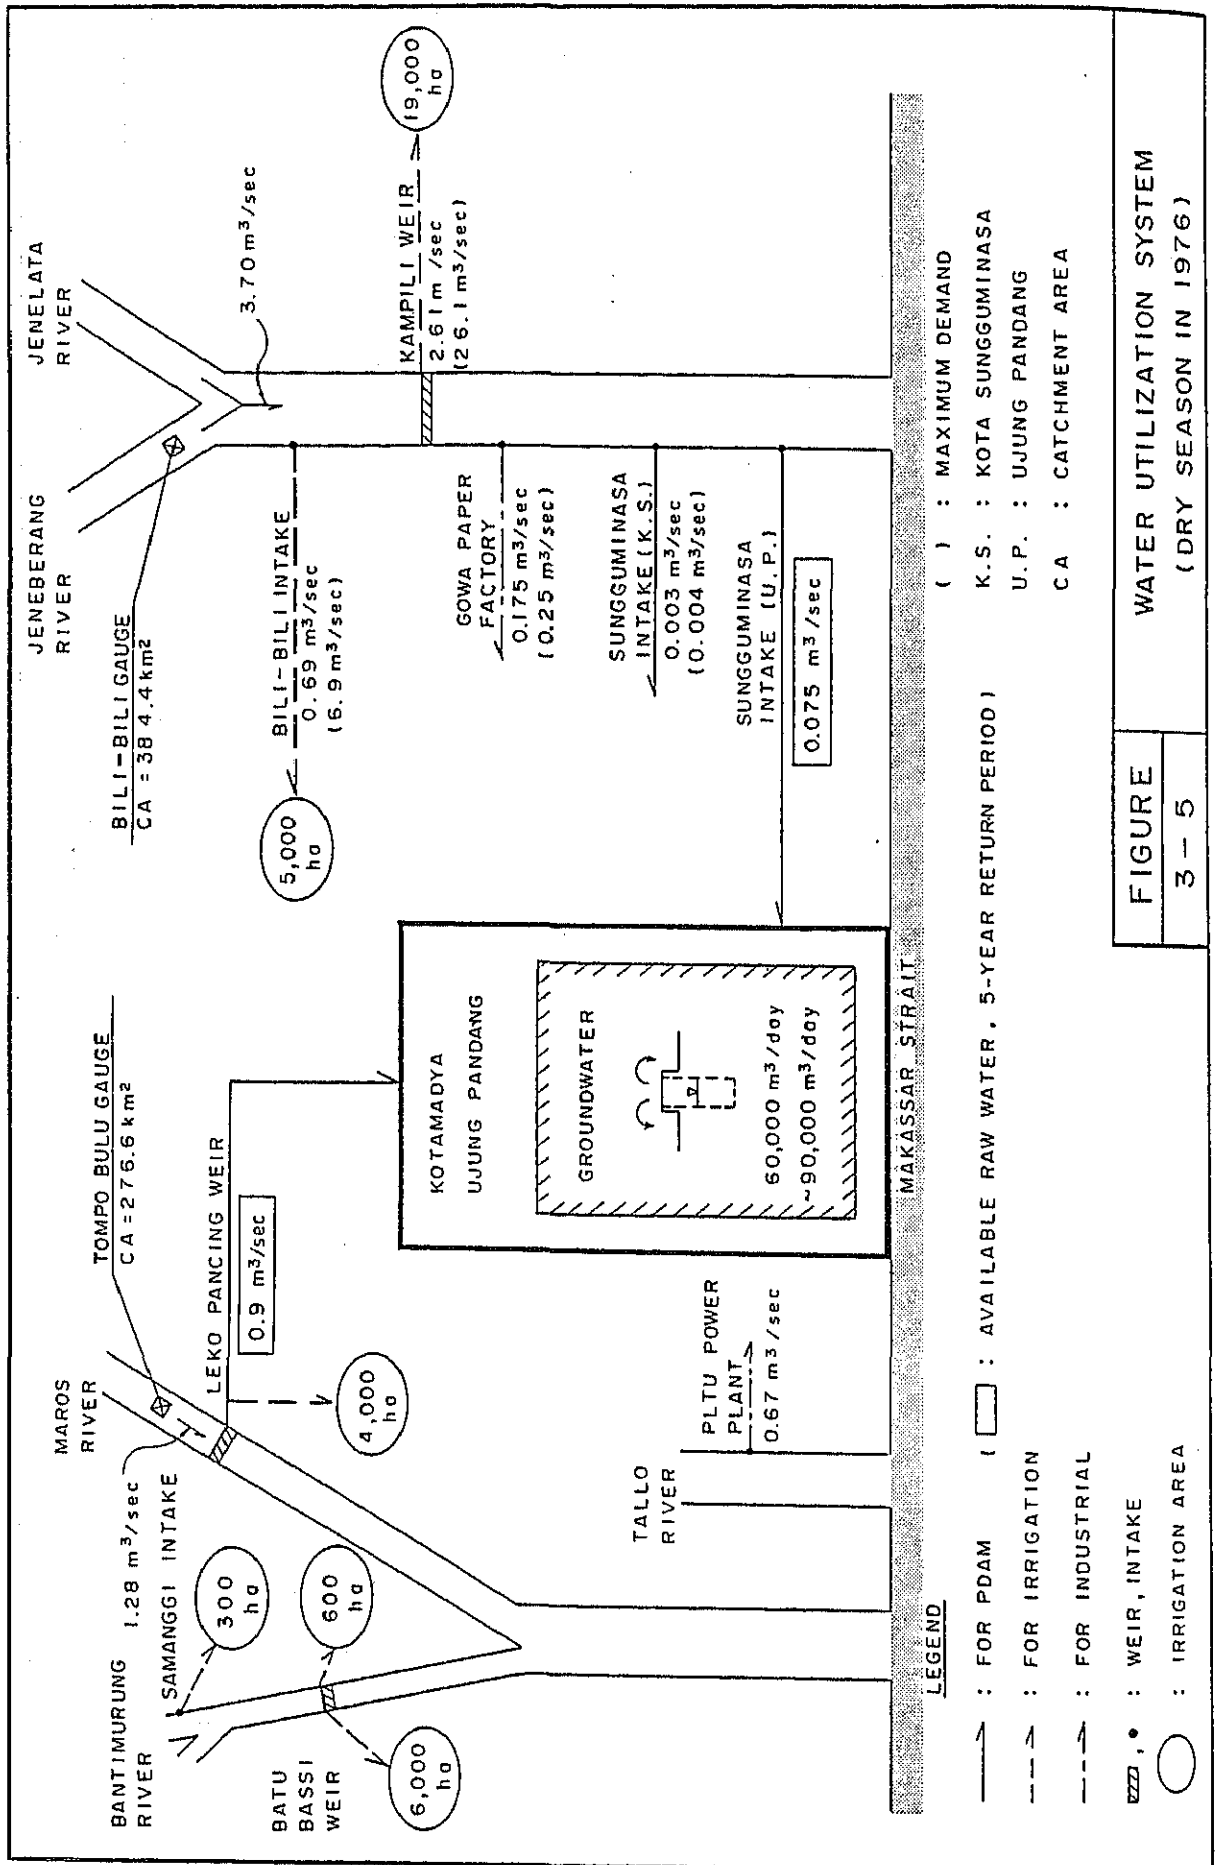 BANTIMURUNG
RIVER
1.28 m³/sec
SAMANGGI INTAKE
300
ha
BATU
BASSI
WEIR
600
ha
6,000
ha
MAROS
RIVER
TOMPO BULU GAUGE
CA=276.6 km²
LEKO PANCING WEIR
0.9 m³/sec
4,000
ha
TALLO
RIVER
PLTU POWER
PLANT
0.67 m³/sec
KOTAMADYA
UJUNG PANDANG
GROUNDWATER
60,000 m³/day
~90,000 m³/day
MAKASSAR STRAIT
JENEBERANG
RIVER
JENELATA
RIVER
BILI-BILI GAUGE
CA = 384.4 km²
3.70 m³/sec
BILI-BILI INTAKE
0.69 m³/sec
(6.9 m³/sec)
5,000
ha
KAMPILI WEIR
2.61 m /sec
(26.1 m³/sec)
19,000
ha
GOWA PAPER
FACTORY
0.175 m³/sec
(0.25 m³/sec)
SUNGGUMINASA
INTAKE (K.S.)
0.003 m³/sec
(0.004 m³/sec)
SUNGGUMINASA
INTAKE (U.P.)
0.075 m³/sec
LEGEND
: FOR PDAM ( : AVAILABLE RAW WATER, 5-YEAR RETURN PERIOD)
: FOR IRRIGATION
: FOR INDUSTRIAL
, • : WEIR, INTAKE
: IRRIGATION AREA
( ) : MAXIMUM DEMAND
K.S. : KOTA SUNGGUMINASA
U.P. : UJUNG PANDANG
CA : CATCHMENT AREA
FIGURE
3-5
WATER UTILIZATION SYSTEM
(DRY SEASON IN 1976)